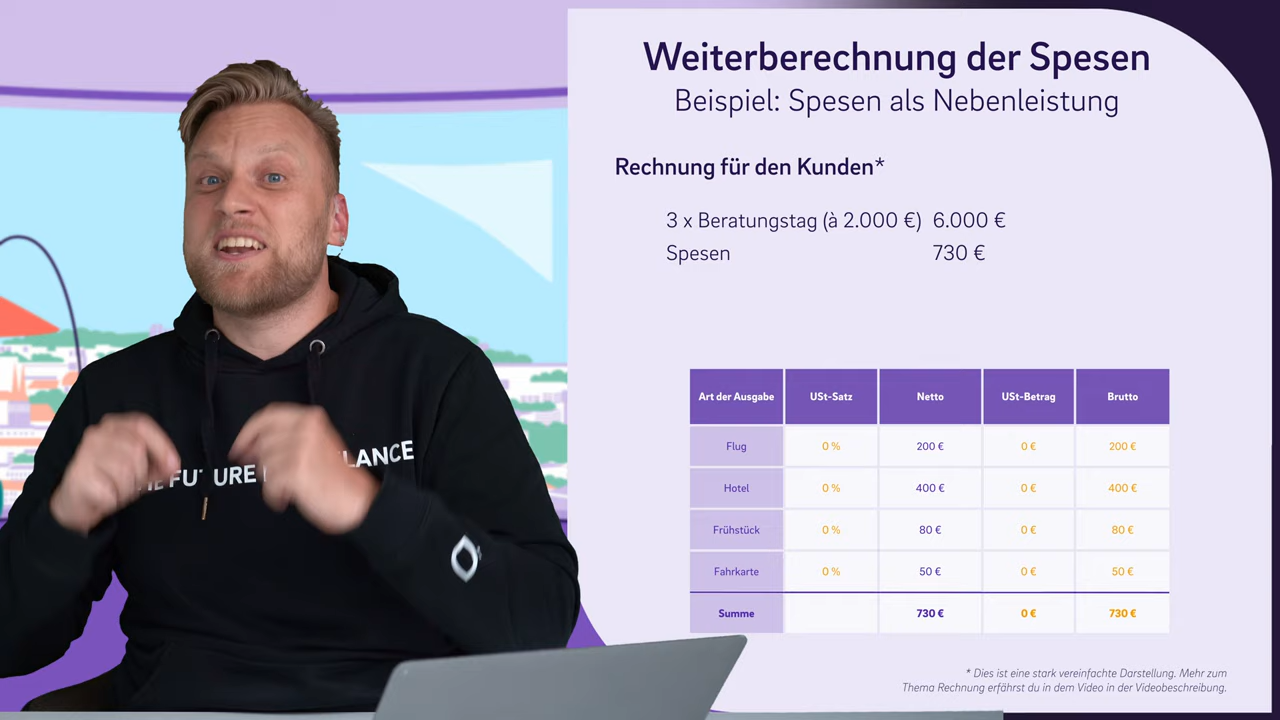 Weiterberechnung der Spesen
Beispiel: Spesen als Nebenleistung
Rechnung für den Kunden*
3 x Beratungstag (à 2.000 €) 6.000 €
Spesen 730 €
Art der Ausgabe USt-Satz Netto USt-Betrag Brutto
Flug 0 % 200 € 0 € 200 €
Hotel 0 % 400 € 0 € 400 €
Frühstück 0 % 80 € 0 € 80 €
Fahrkarte 0 % 50 € 0 € 50 €
Summe 730 € 0 € 730 €
* Dies ist eine stark vereinfachte Darstellung. Mehr zum
Thema Rechnung erfährst du in dem Video in der Videobeschreibung.